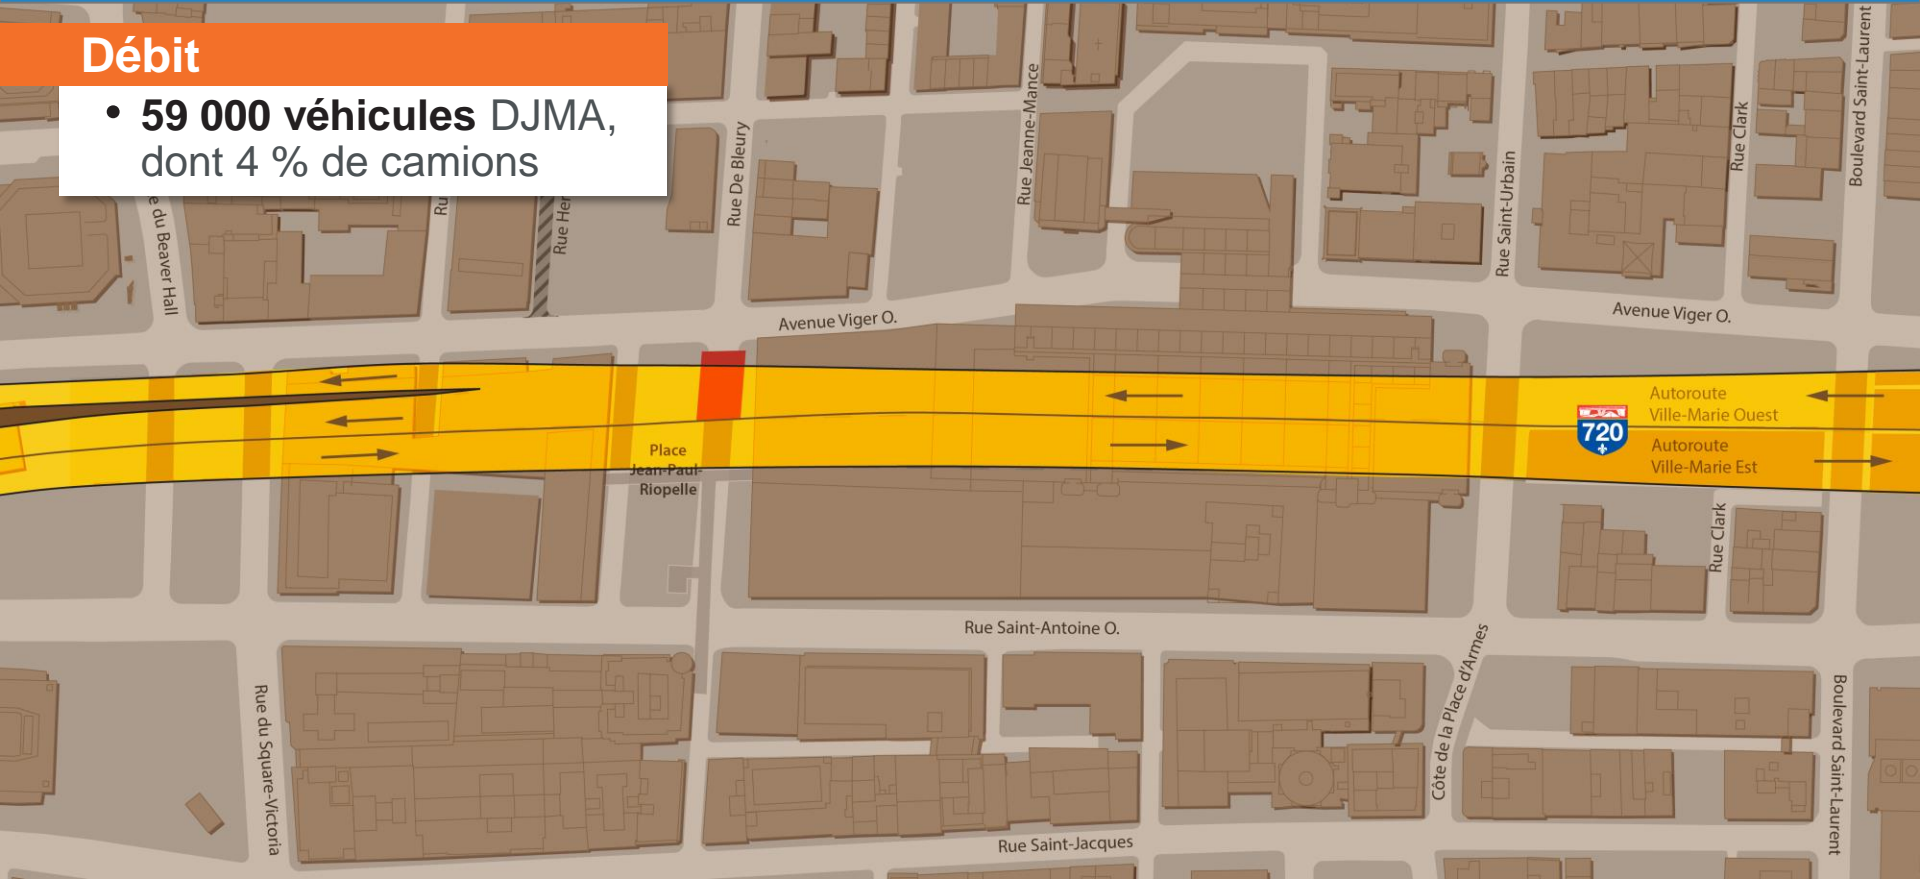 Débit
• 59 000 véhicules DJMA,
dont 4 % de camions
Boulevard Saint-Laurent
Rue Jeanne-Mance
Rue De Bleury
Rue Clark
Rue Saint-Urbain
du Beaver Hall
Avenue Viger O.
Avenue Viger O.
Autoroute
Ville-Marie Ouest
720
Autoroute
Ville-Marie Est
Place
Jean-Paul-
Riopelle
Rue Clark
Rue Saint-Antoine O.
Côte de la Place d'Armes
Rue du Square-Victoria
Boulevard Saint-Laurent
Rue Saint-Jacques